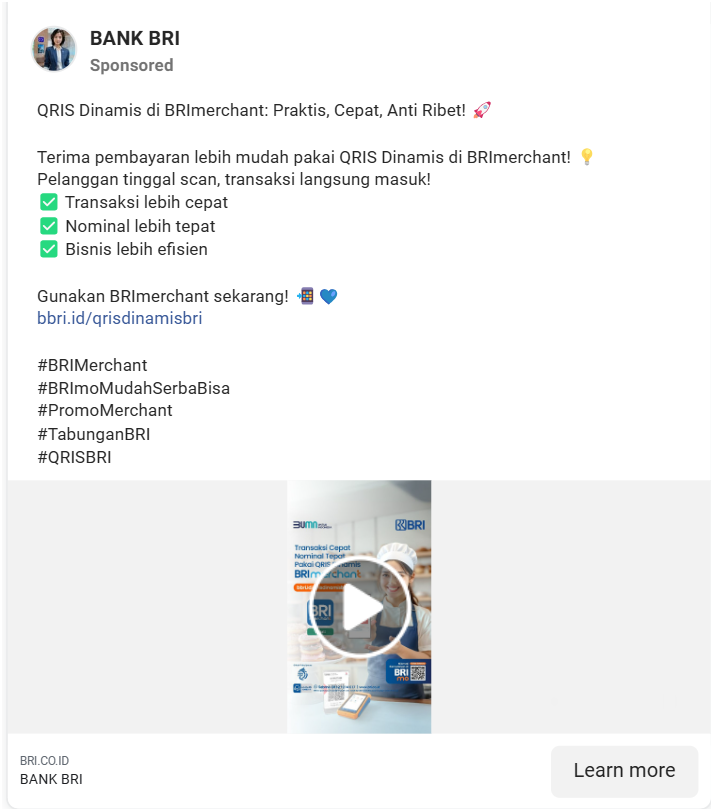 BANK BRI
Sponsored
QRIS Dinamis di BRImerchant: Praktis, Cepat, Anti Ribet! 🚀
Terima pembayaran lebih mudah pakai QRIS Dinamis di BRImerchant! 💡
Pelanggan tinggal scan, transaksi langsung masuk!
✅ Transaksi lebih cepat
✅ Nominal lebih tepat
✅ Bisnis lebih efisien
Gunakan BRImerchant sekarang! 📲 💙
bbri.id/qrisdinamisbri
#BRIMerchant
#BRImoMudahSerbaBisa
#PromoMerchant
#TabunganBRI
#QRISBRI
BUMN
BRI
Transaksi Cepat
Nominal Tepat
Pakai QRIS Dinamis
BRImerchant
BRI
BRI
mo
BRI.CO.ID
BANK BRI
Learn more